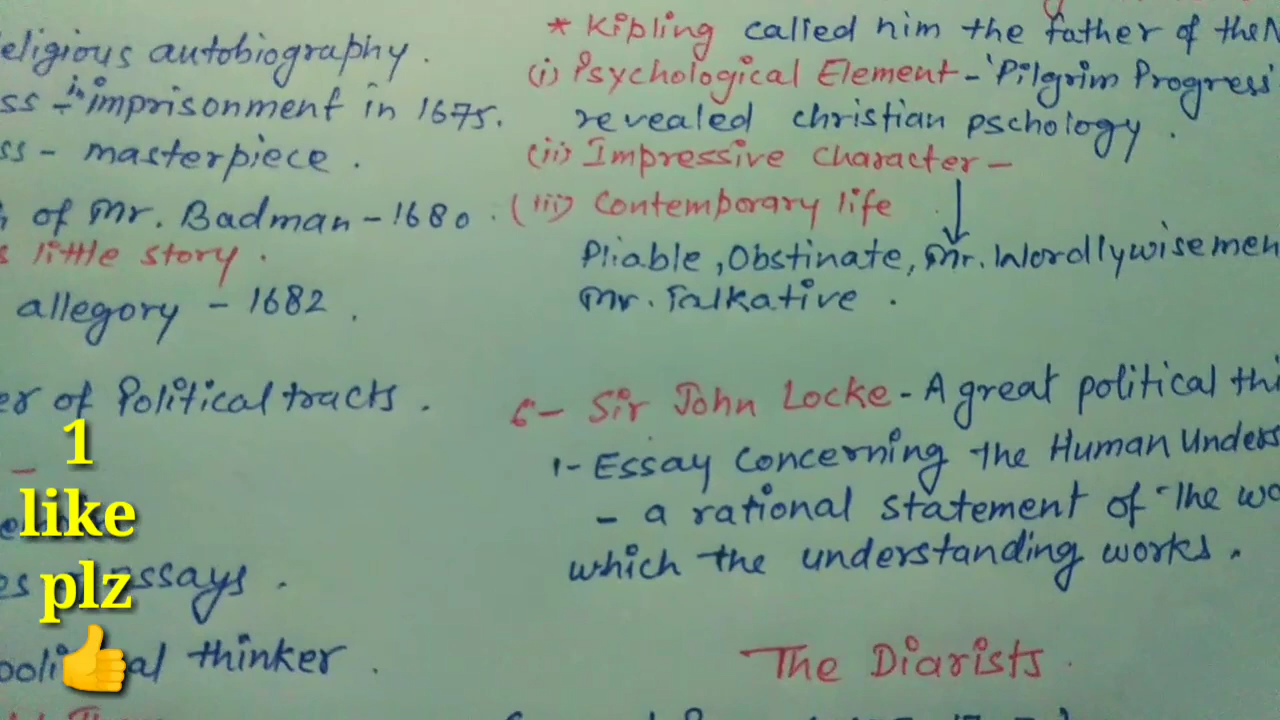 eligious autobiography.
ss - in imprisonment in 1675.
ss - masterpiece.
of Mr. Badman - 1680.
s little story.
allegory - 1682.
er of Political tracts.
1
like
plz
essays.
thinker.
* Kipling called him the father of the N
(i) Psychological Element - 'Pilgrim Progress'
revealed christian pschology.
(ii) Impressive Character -
(iii) Contemporary life
Pliable, Obstinate, Mr. Wordlywisemen
Mr. Talkative.
6- Sir John Locke - A great political thi
1- Essay Concerning the Human Unders
- a rational statement of the wa
which the understanding works.
The Diarists.